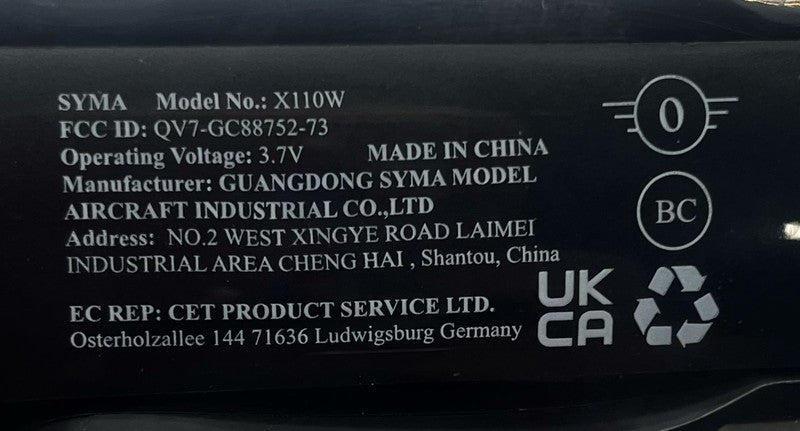 SYMA Model No.: X110W
FCC ID: QV7-GC88752-73
Operating Voltage: 3.7V MADE IN CHINA
Manufacturer: GUANGDONG SYMA MODEL
AIRCRAFT INDUSTRIAL CO.,LTD
Address: NO.2 WEST XINGYE ROAD LAIMEI
INDUSTRIAL AREA CHENG HAI , Shantou, China
EC REP: CET PRODUCT SERVICE LTD.
Osterholzallee 144 71636 Ludwigsburg Germany
0
BC
UK
CA